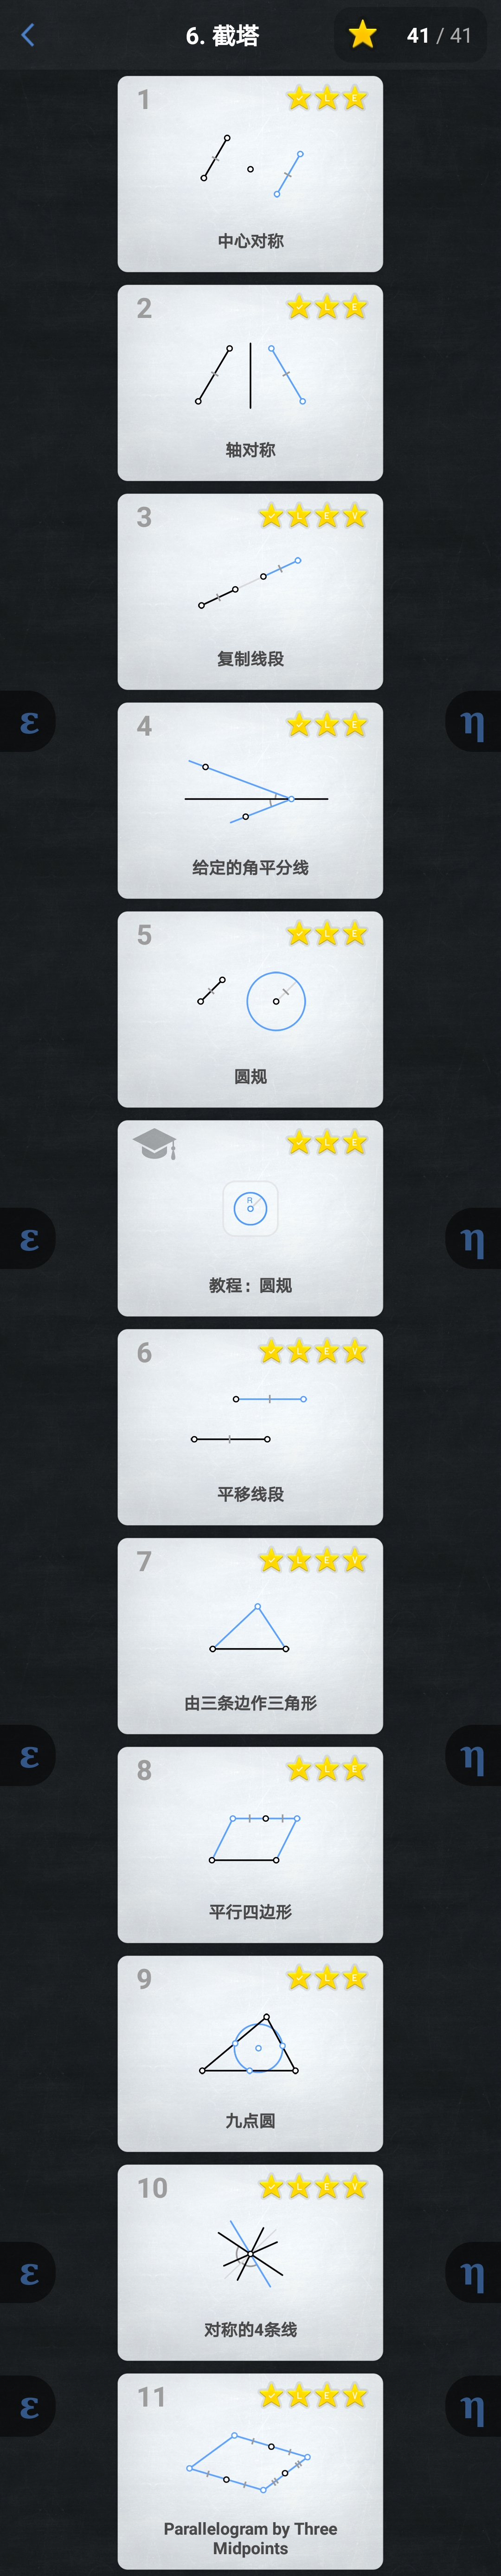 6. 截塔
41 / 41
1
中心对称
2
轴对称
3
复制线段
ε
η
4
给定的角平分线
5
圆规
ε
η
R
教程：圆规
6
平移线段
7
由三条边作三角形
ε
η
8
平行四边形
9
九点圆
10
ε
η
对称的4条线
ε
η
11
Parallelogram by Three
Midpoints